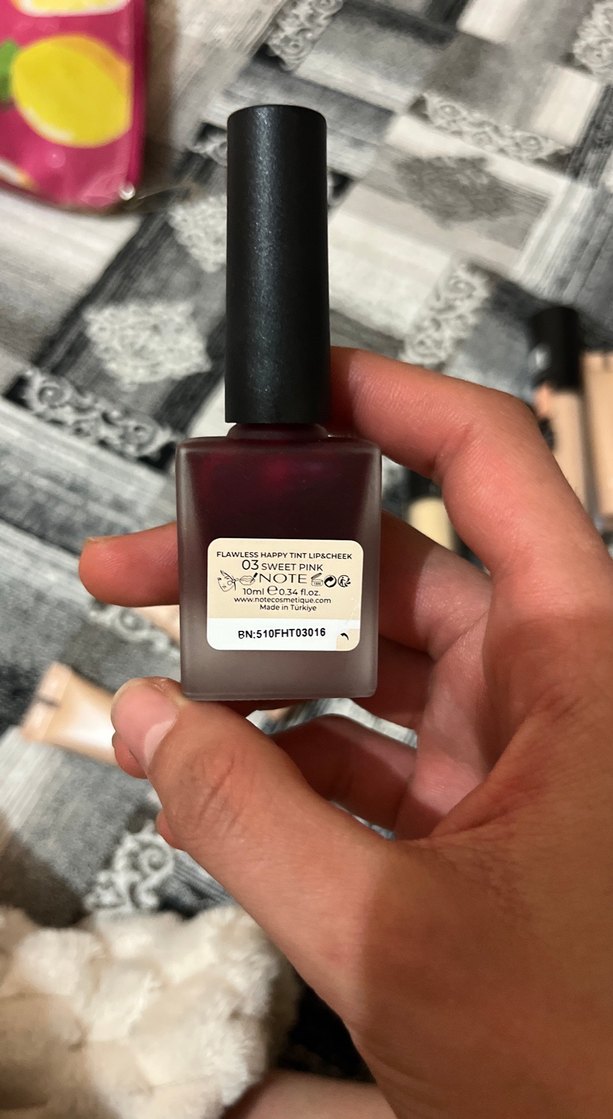 FLAWLESS HAPPY TINT LIP&CHEEK
03 SWEET PINK
NOTE
10ml ℮ 0.34 fl.oz.
www.notecosmetique.com
Made in Türkiye
BN:510FHT03016